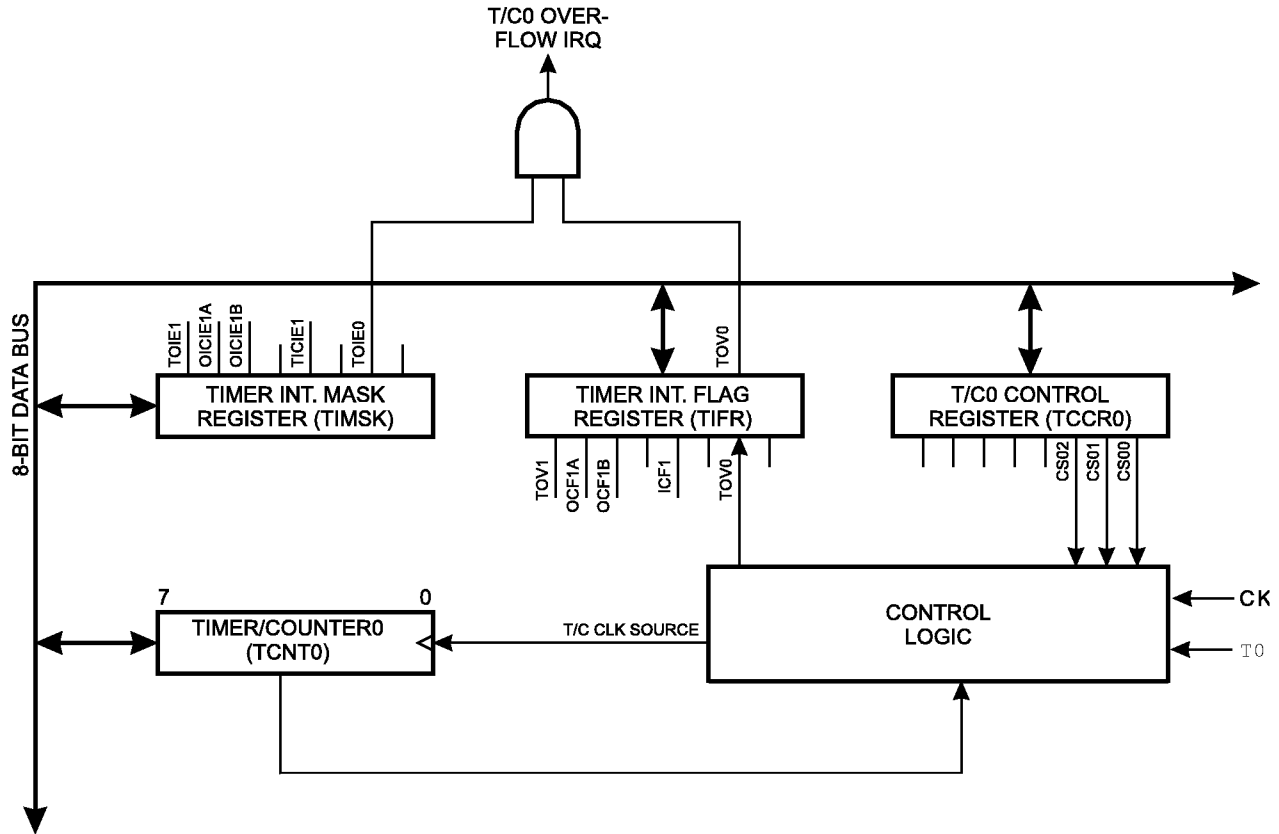 T/C0 OVER-
FLOW IRQ
8-BIT DATA BUS
TOIE1
OICIE1A
OICIE1B
TICIE1
TOIE0
TOV0
TIMER INT. MASK
REGISTER (TIMSK)
TIMER INT. FLAG
REGISTER (TIFR)
T/C0 CONTROL
REGISTER (TCCR0)
TOV1
OCF1A
OCF1B
ICF1
TOV0
CS02
CS01
CS00
7
0
TIMER/COUNTER0
(TCNT0)
T/C CLK SOURCE
CONTROL
LOGIC
CK
T0